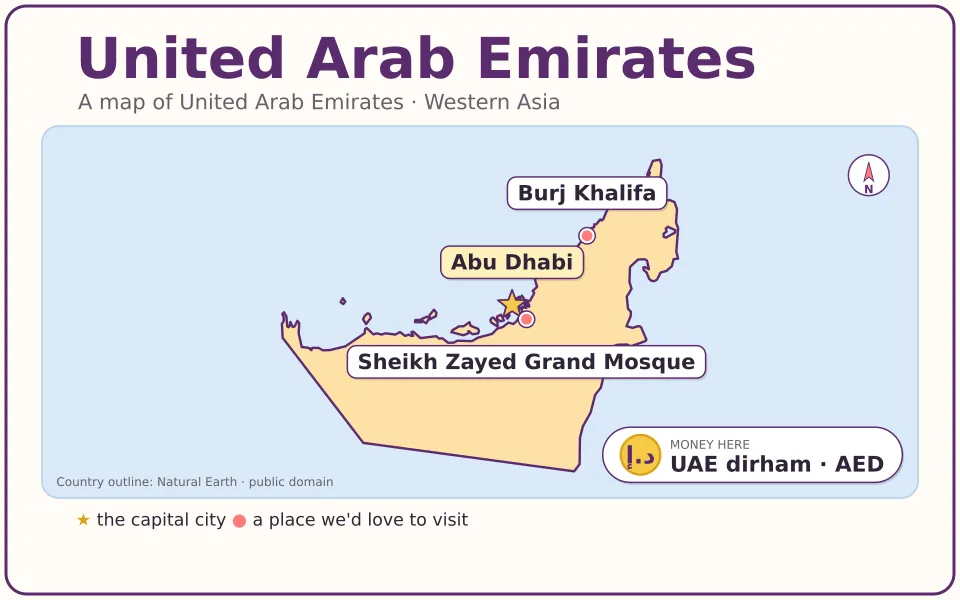 United Arab Emirates
A map of United Arab Emirates · Western Asia
N
Burj Khalifa
Abu Dhabi
Sheikh Zayed Grand Mosque
MONEY HERE
د.إ
UAE dirham · AED
Country outline: Natural Earth · public domain
★ the capital city ● a place we'd love to visit